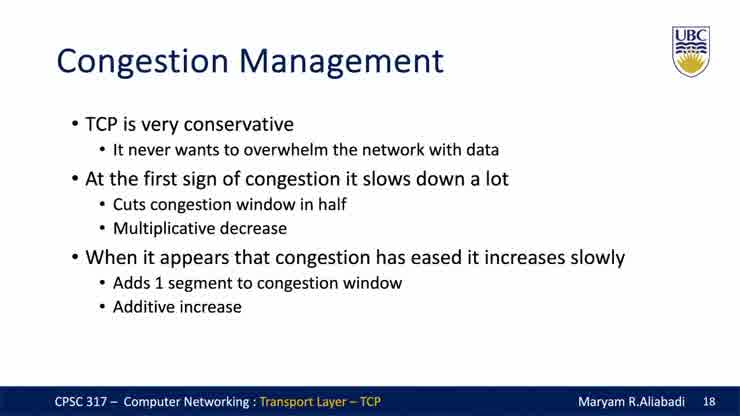 UBC
Congestion Management
• TCP is very conservative
• It never wants to overwhelm the network with data
• At the first sign of congestion it slows down a lot
• Cuts congestion window in half
• Multiplicative decrease
• When it appears that congestion has eased it increases slowly
• Adds 1 segment to congestion window
• Additive increase
CPSC 317 – Computer Networking : Transport Layer – TCP
Maryam R.Aliabadi 18